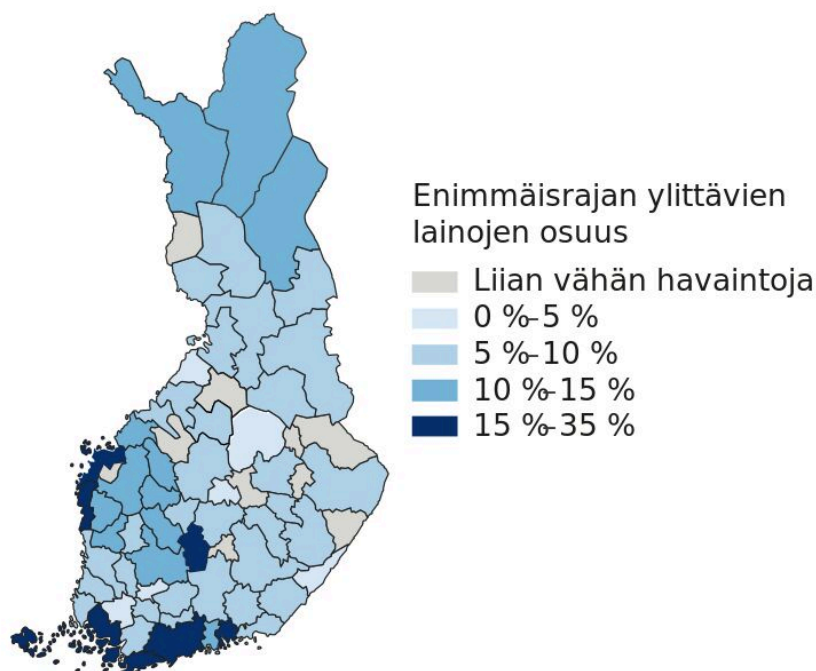 Enimmäisrajan ylittävien
lainojen osuus
Liian vähän havaintoja
0 %-5 %
5 %-10 %
10 %-15 %
15 %-35 %